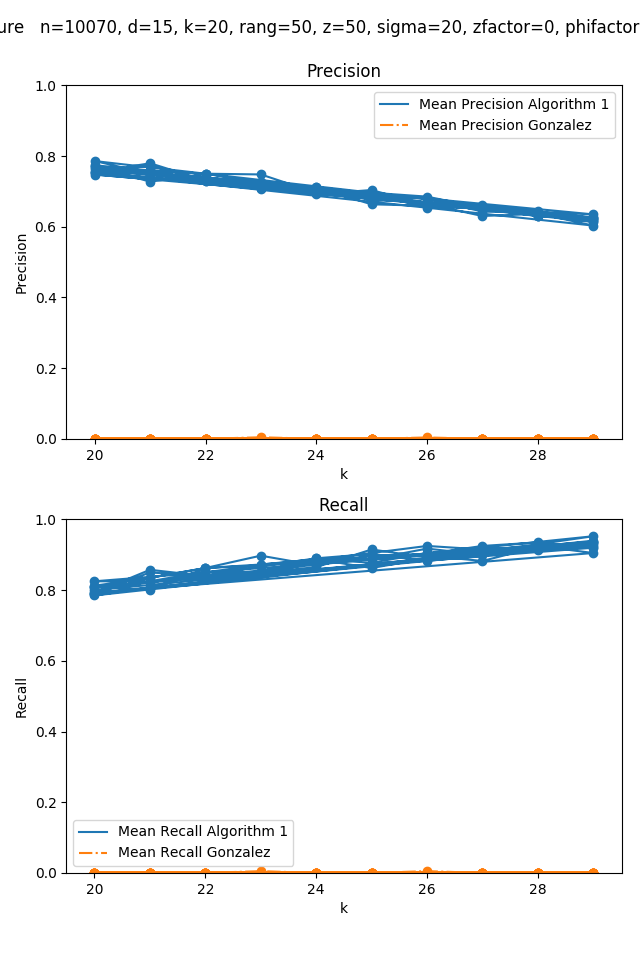 n=10070, d=15, k=20, rang=50, z=50, sigma=20, zfactor=0,
Precision
1.0
Mean Precision Algorithm 1
Mean Precision Gonzalez
0.8
0.6
0.4
0.2
0.0
Precision
20 22 24 26 28
k
Recall
1.0
0.8
0.6
0.4
0.2
0.0
Recall
Mean Recall Algorithm 1
Mean Recall Gonzalez
20 22 24 26 28
k